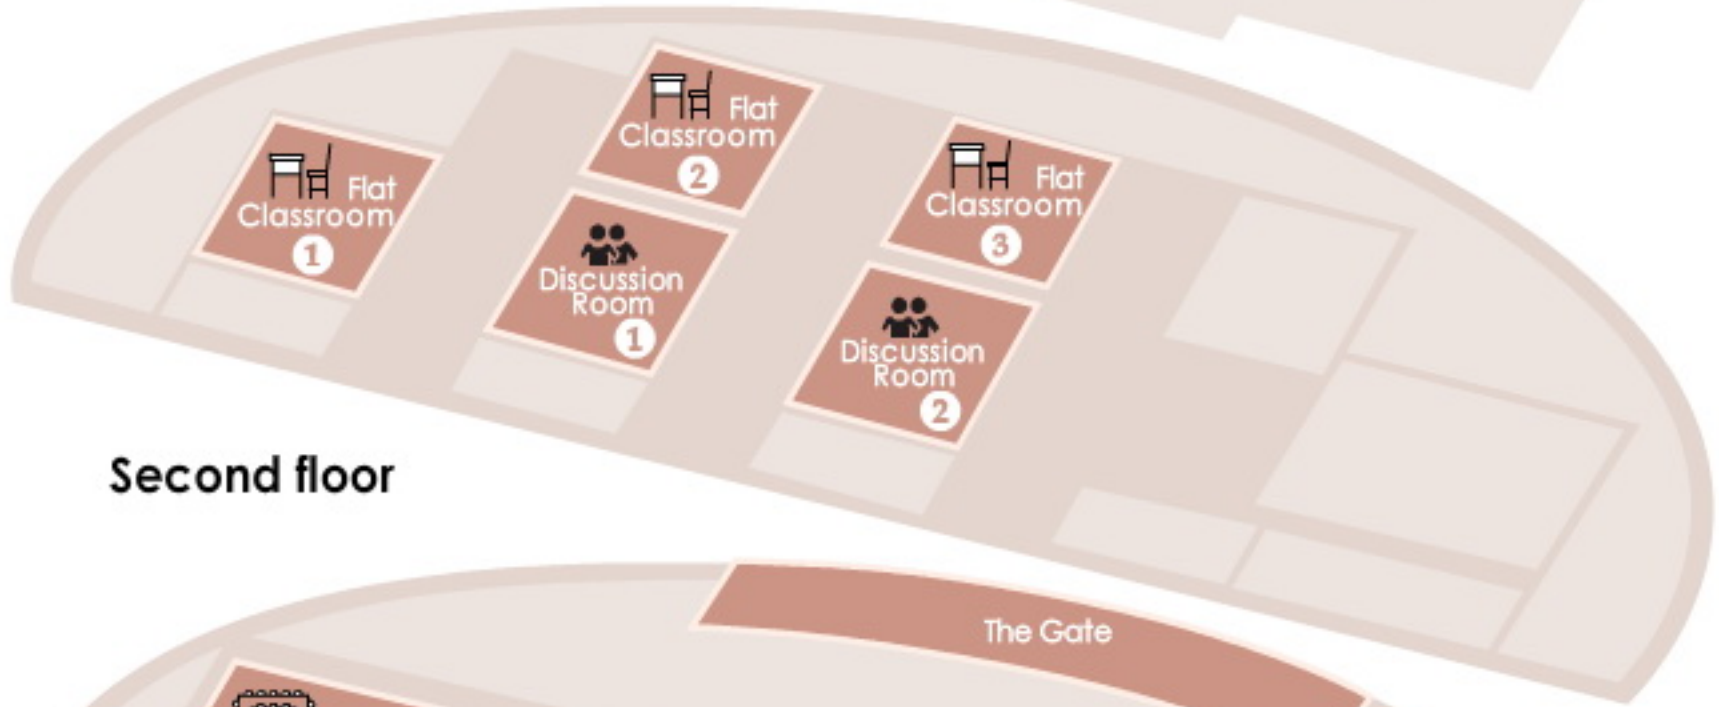 Flat
Classroom
1
Flat
Classroom
2
Flat
Classroom
3
Discussion
Room
1
Discussion
Room
2
Second floor
The Gate